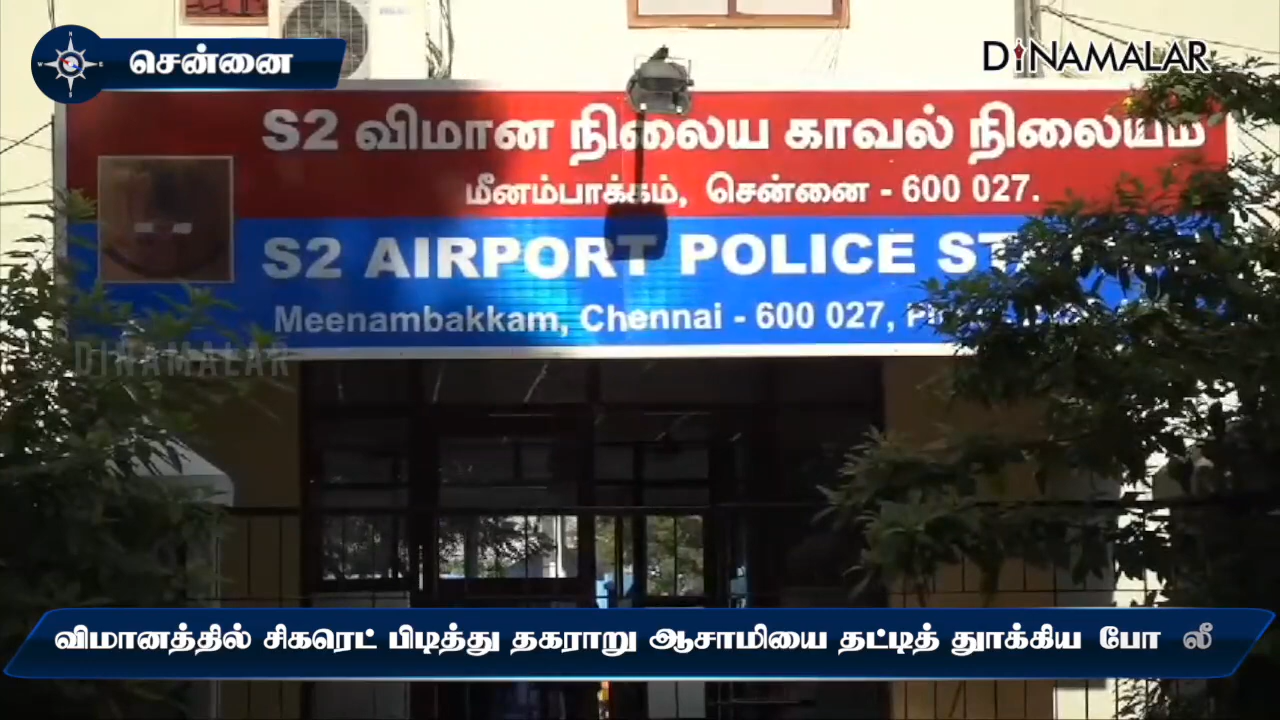 சென்னை
DINAMALAR
S2 விமான நிலைய காவல் நிலையம்
மீனம்பாக்கம், சென்னை - 600 027.
S2 AIRPORT POLICE
Meenambakkam, Chennai - 600 027,
DINAMALAR
விமானத்தில் சிகரெட் பிடித்து தகராறு ஆசாமியை தட்டித் தூக்கிய போ லீ